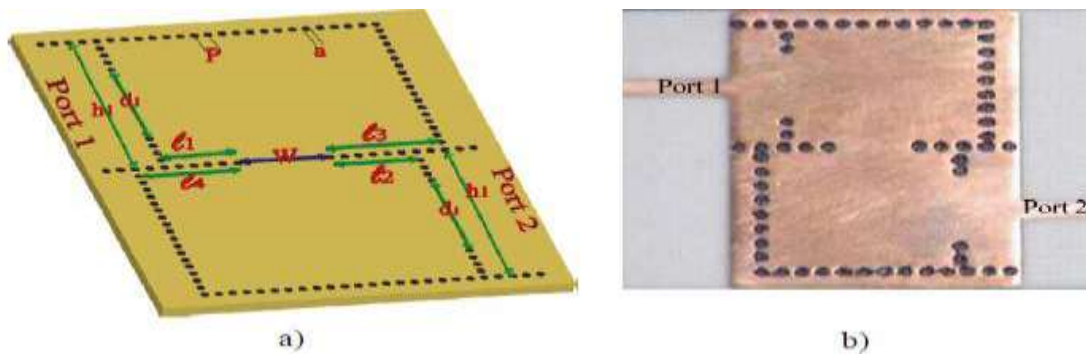 P
a
Port 1
h1
d1
ℓ1
ℓ3
W
ℓ4
ℓ2
d1
h1
Port 2
Port 1
Port 2
a)
b)